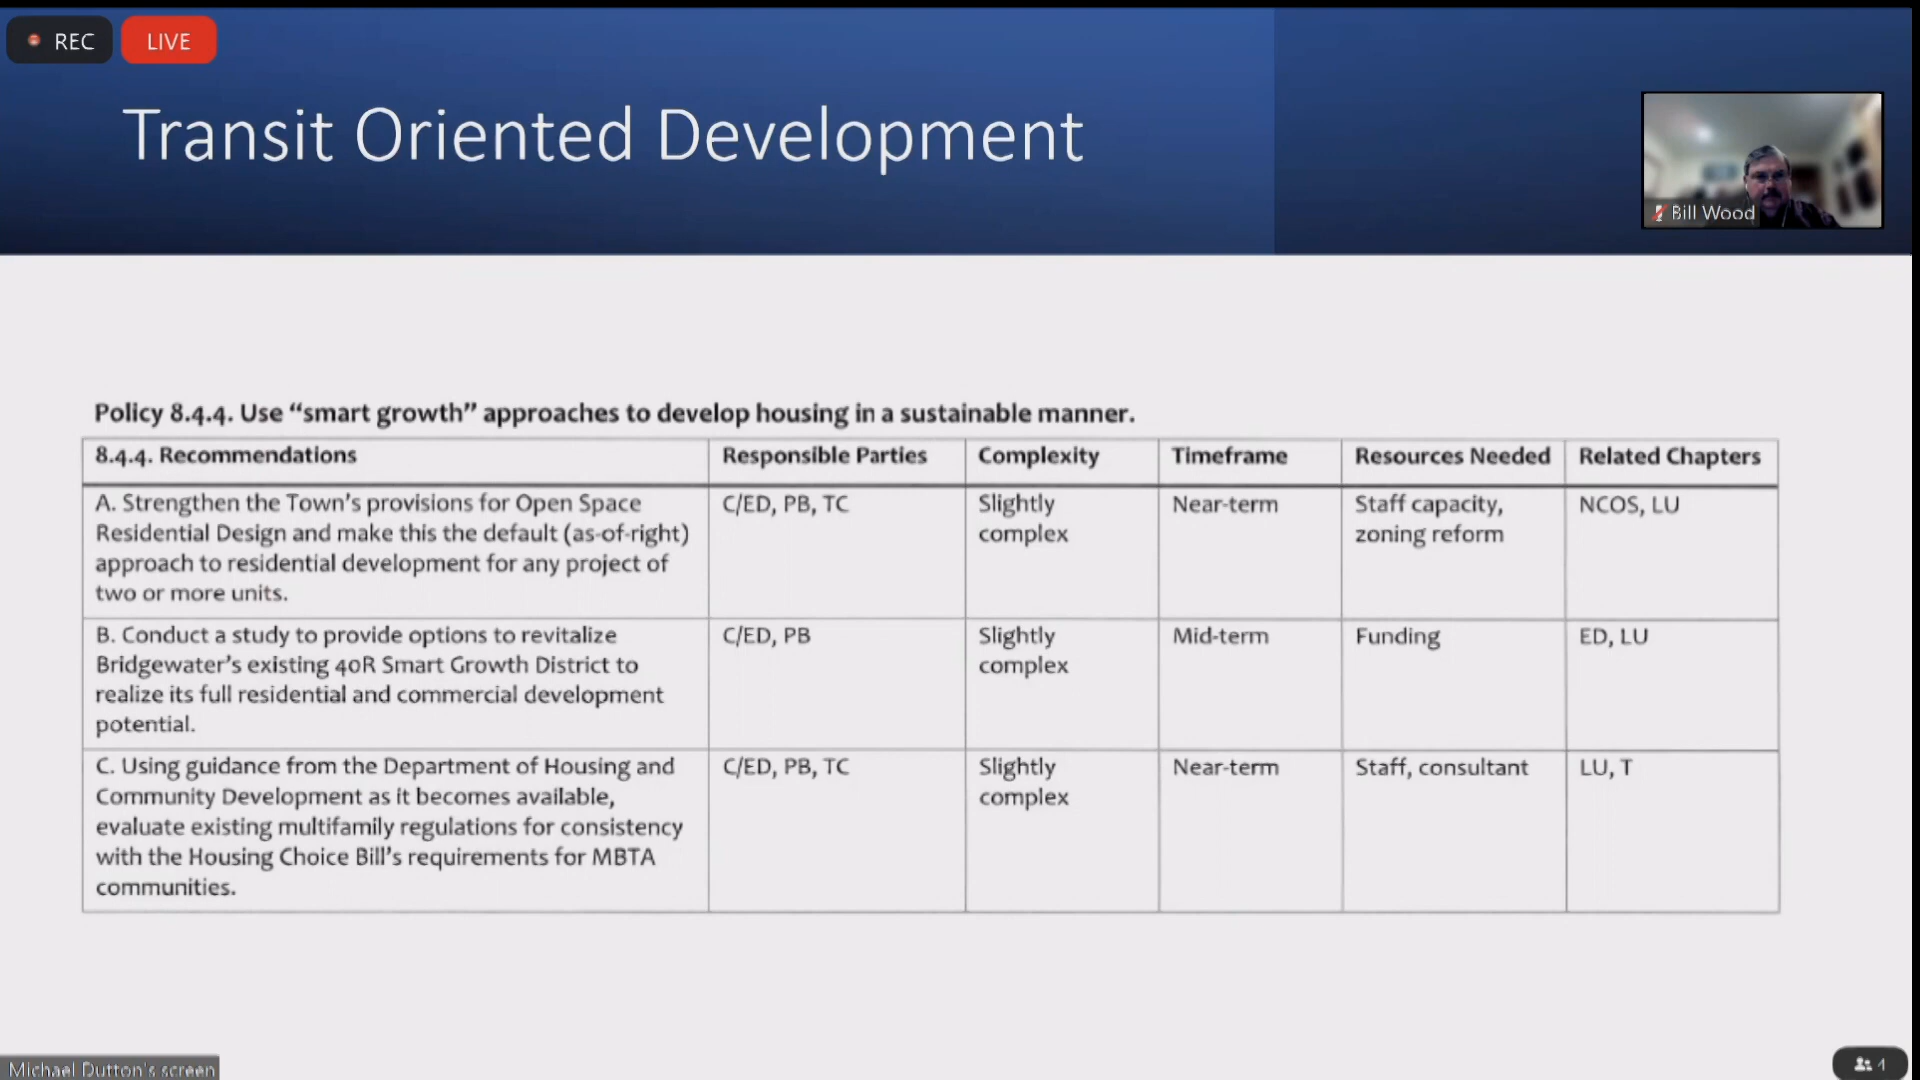 REC LIVE
Transit Oriented Development
Bill Wood
Policy 8.4.4. Use “smart growth” approaches to develop housing in a sustainable manner.
8.4.4. Recommendations Responsible Parties Complexity Timeframe Resources Needed Related Chapters
A. Strengthen the Town’s provisions for Open Space C/ED, PB, TC Slightly Near-term Staff capacity, NCOS, LU
Residential Design and make this the default (as-of-right) complex zoning reform
approach to residential development for any project of
two or more units.
B. Conduct a study to provide options to revitalize C/ED, PB Slightly Mid-term Funding ED, LU
Bridgewater’s existing 40R Smart Growth District to complex
realize its full residential and commercial development
potential.
C. Using guidance from the Department of Housing and C/ED, PB, TC Slightly Near-term Staff, consultant LU, T
Community Development as it becomes available, complex
evaluate existing multifamily regulations for consistency
with the Housing Choice Bill’s requirements for MBTA
communities.
Michael Dutton's screen
4